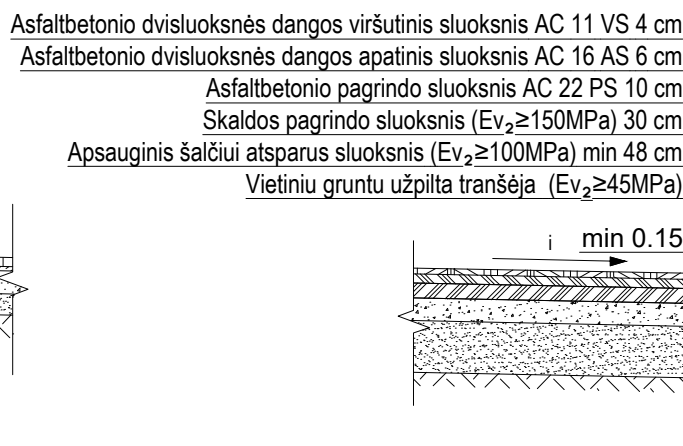 Asfaltbetonio dvisluoksnės dangos viršutinis sluoksnis AC 11 VS 4 cm
Asfaltbetonio dvisluoksnės dangos apatinis sluoksnis AC 16 AS 6 cm
Asfaltbetonio pagrindo sluoksnis AC 22 PS 10 cm
Skaldos pagrindo sluoksnis (Ev₂≥150MPa) 30 cm
Apsauginis šalčiui atsparus sluoksnis (Ev₂≥100MPa) min 48 cm
Vietiniu gruntu užpilta tranšėja (Ev₂≥45MPa)
i min 0.15